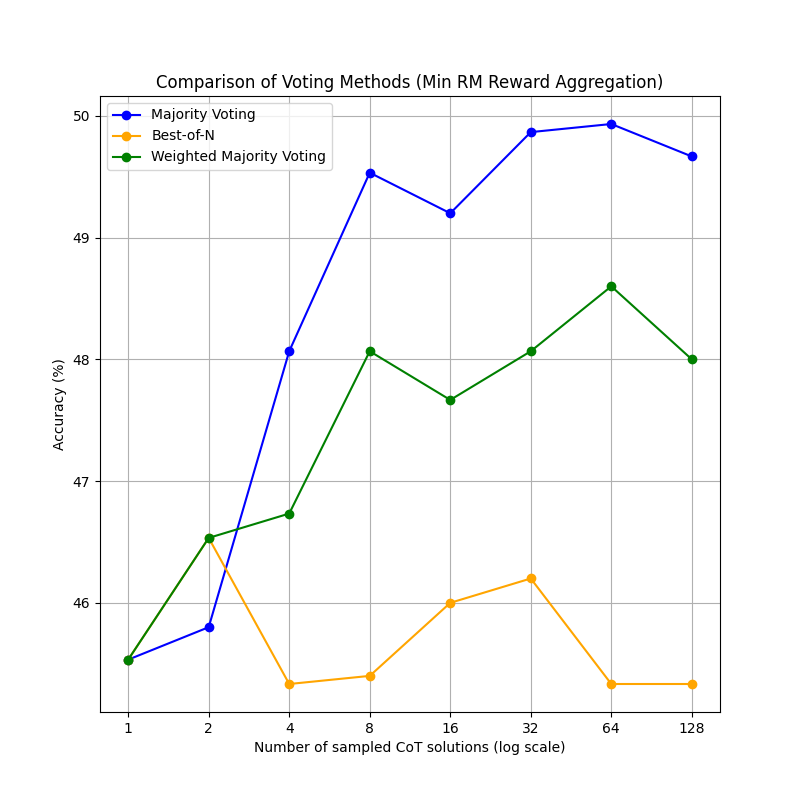 Comparison of Voting Methods (Min RM Reward Aggregation)
Majority Voting
Best-of-N
Weighted Majority Voting
50
49
48
47
46
Accuracy (%)
1 2 4 8 16 32 64 128
Number of sampled CoT solutions (log scale)